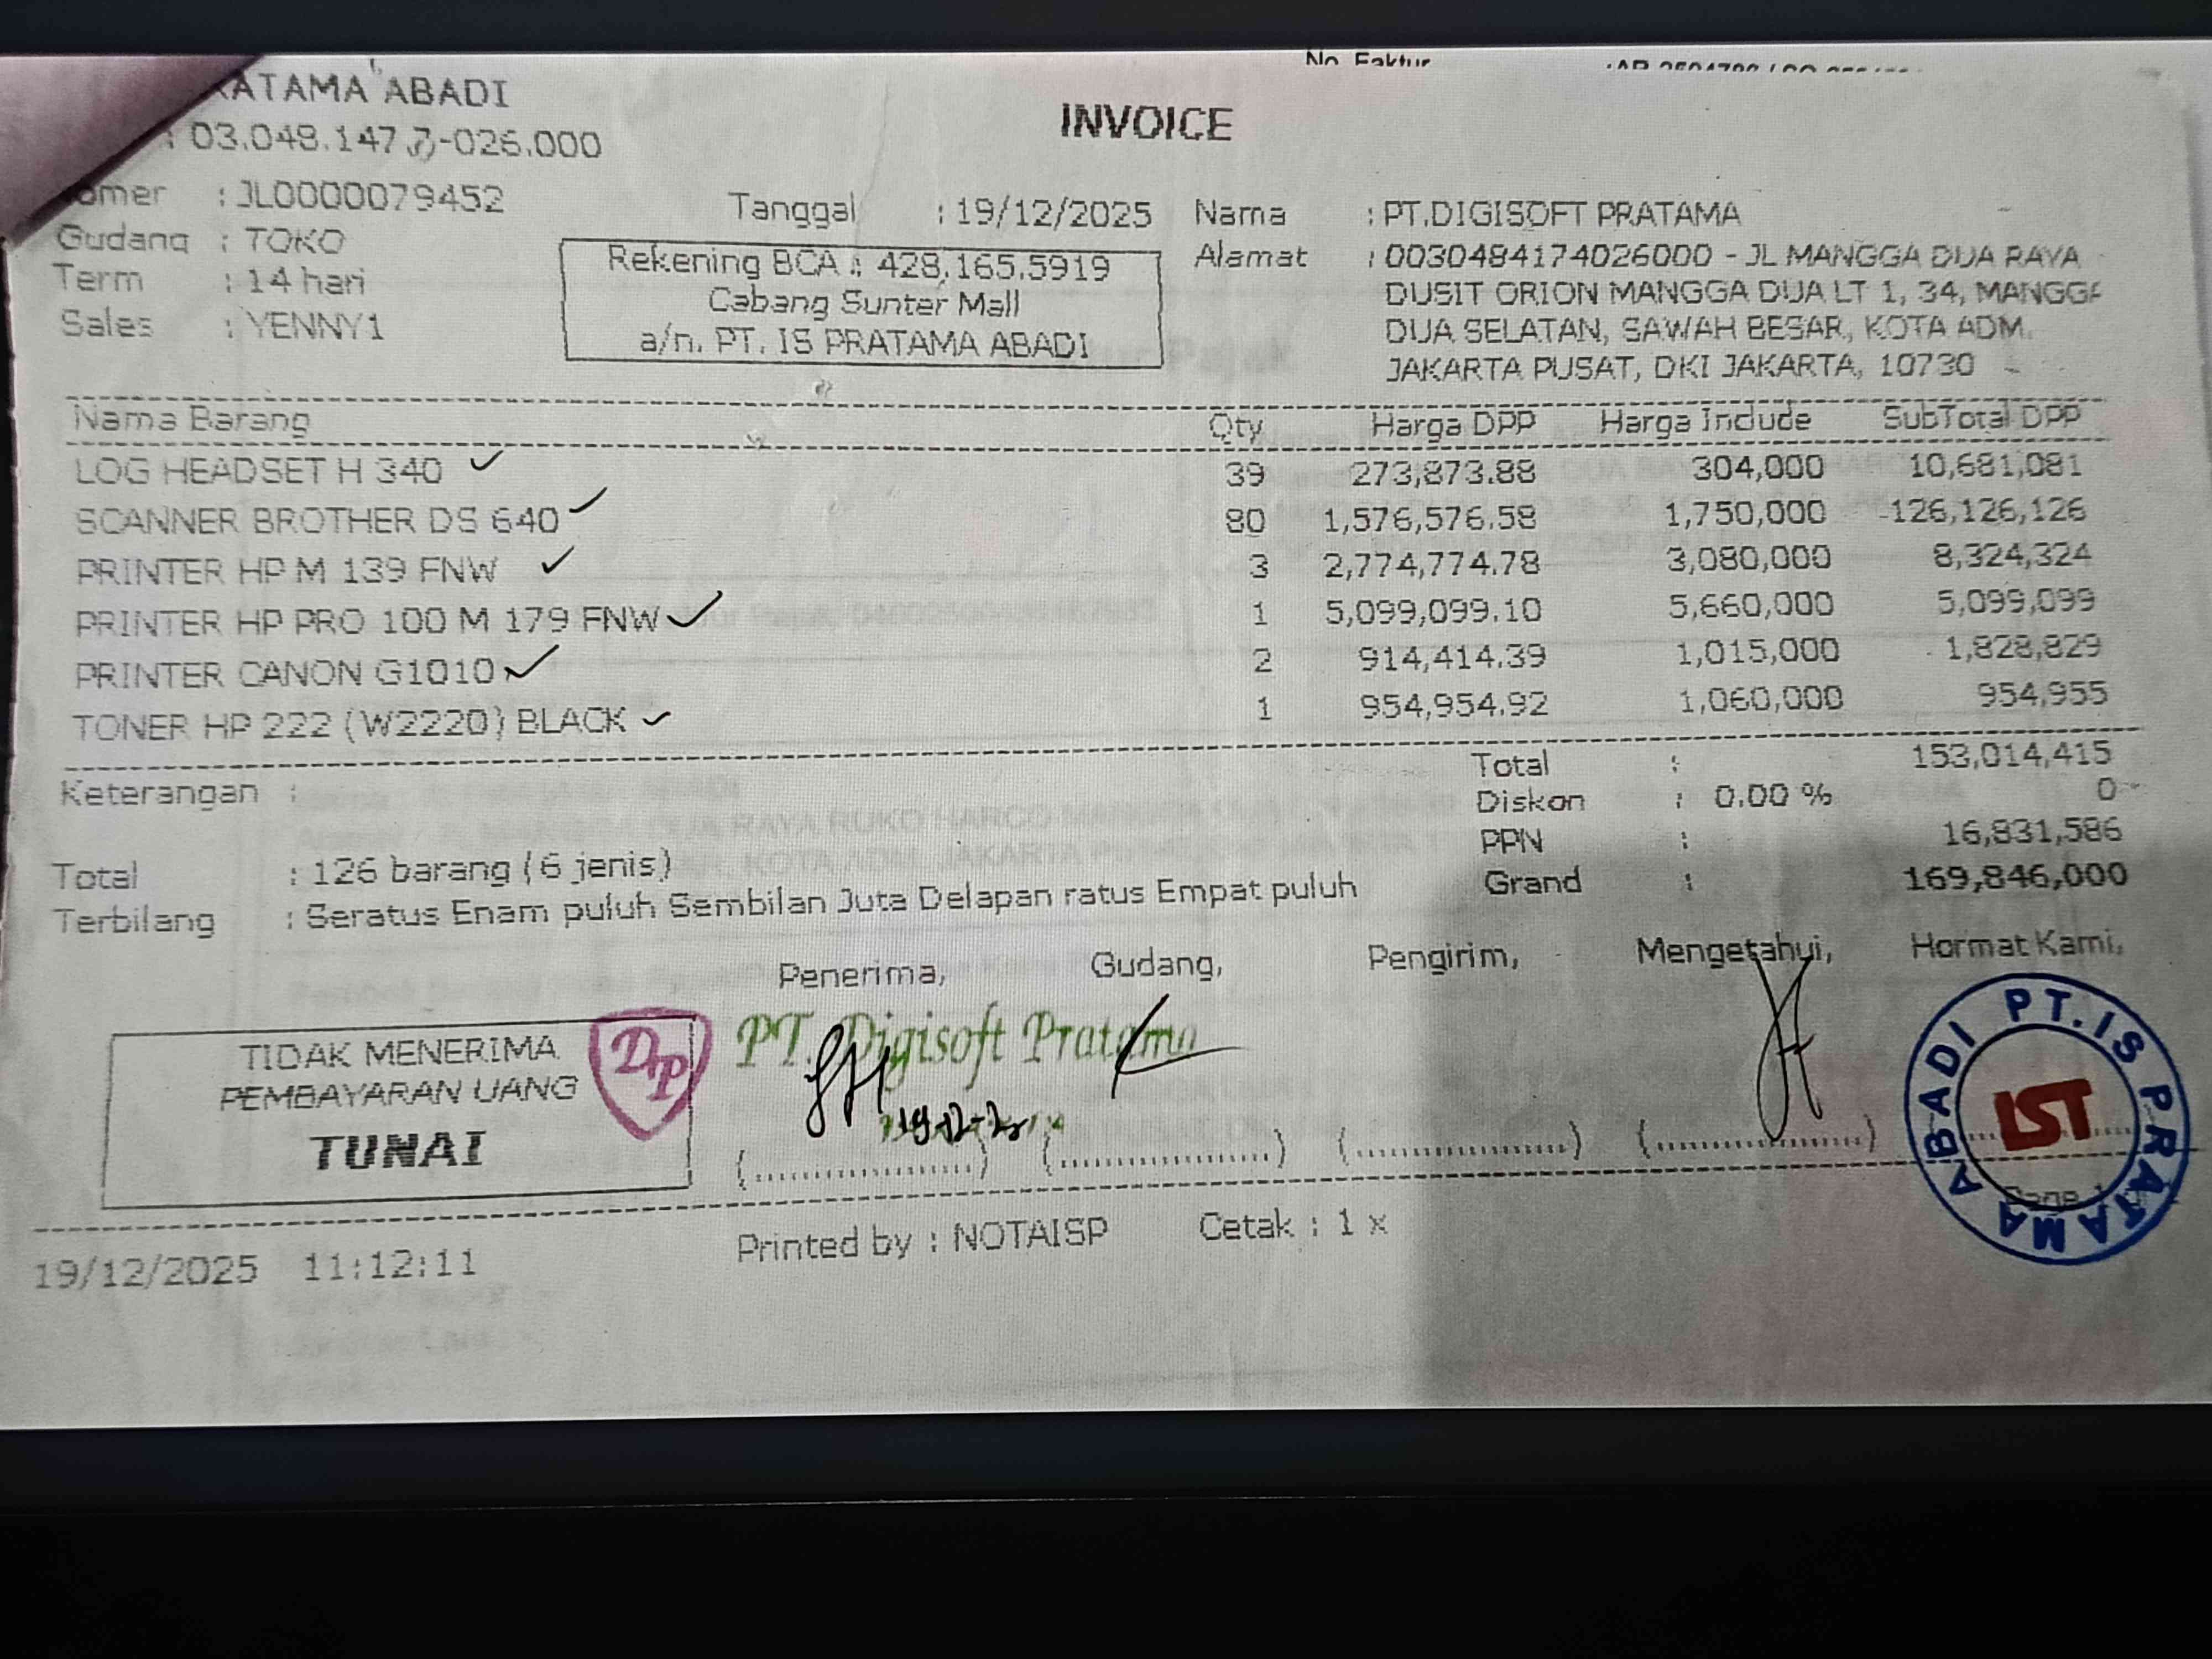 No. Faktur
RATAMA ABADI
INVOICE
: 03.048.147.7-026.000
omer : JL0000079452
Tanggal : 19/12/2025
Nama : PT.DIGISOFT PRATAMA
Gudang : TOKO
Term : 14 hari
Sales : YENNY1
Rekening BCA : 428.165.5919
Cabang Sunter Mall
a/n. PT. IS PRATAMA ABADI
Alamat : 0030484174026000 - JL MANGGA DUA RAYA
DUSIT ORION MANGGA DUA LT 1, 34, MANGGA
DUA SELATAN, SAWAH BESAR, KOTA ADM.
JAKARTA PUSAT, DKI JAKARTA, 10730
Nama Barang Qty Harga DPP Harga Include SubTotal DPP
LOG HEADSET H 340 39 273,873.88 304,000 10,681,081
SCANNER BROTHER DS 640 80 1,576,576.58 1,750,000 126,126,126
PRINTER HP M 139 FNW 3 2,774,774.78 3,080,000 8,324,324
PRINTER HP PRO 100 M 179 FNW 1 5,099,099.10 5,660,000 5,099,099
PRINTER CANON G1010 2 914,414.39 1,015,000 1,828,829
TONER HP 222 (W2220) BLACK 1 954,954.92 1,060,000 954,955
Total : 153,014,415
Keterangan :
Diskon : 0.00 % 0
PPN : 16,831,586
Grand : 169,846,000
Total : 126 barang (6 jenis)
Terbilang : Seratus Enam puluh Sembilan Juta Delapan ratus Empat puluh
Penerima, Gudang, Pengirim, Mengetahui, Hormat Kami,
TIDAK MENERIMA
PEMBAYARAN UANG
TUNAI
DP
PT. Digisoft Pratama
PT. IS PRATAMA ABADI
IST
Page 1
19/12/2025 11:12:11
Printed by : NOTAISP
Cetak : 1 x